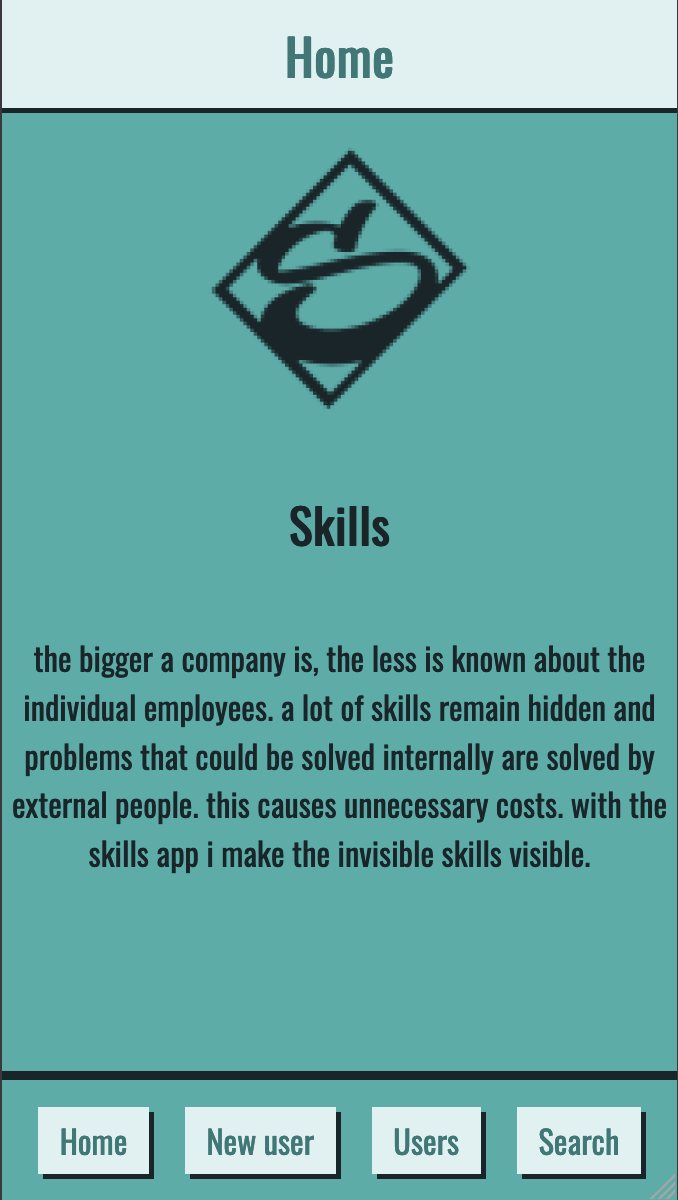 Home
S
Skills
the bigger a company is, the less is known about the
individual employees. a lot of skills remain hidden and
problems that could be solved internally are solved by
external people. this causes unnecessary costs. with the
skills app i make the invisible skills visible.
Home
New user
Users
Search